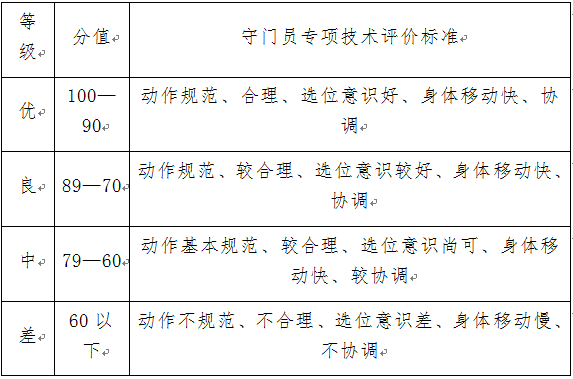 等
级
分值
守门员专项技术评价标准
优
100—
90
动作规范、合理、选位意识好、身体移动快、协
调
良
89—70
动作规范、较合理、选位意识较好、身体移动快、
协调
中
79—60
动作基本规范、较合理、选位意识尚可、身体移
动快、较协调
差
60 以
下
动作不规范、不合理、选位意识差、身体移动慢、
不协调